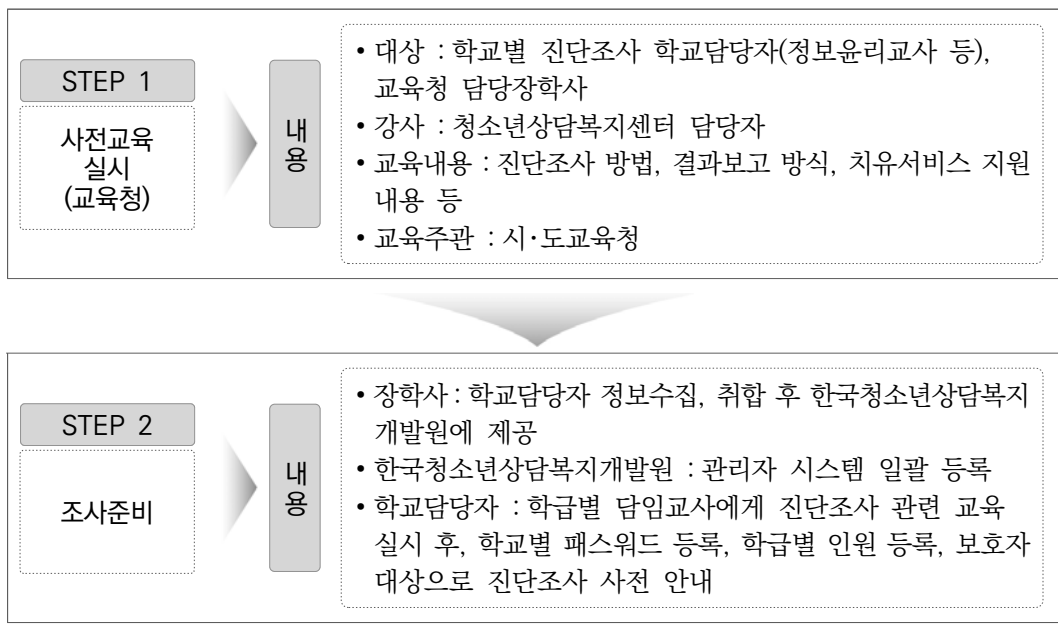 STEP 1
사전교육
실시
(교육청)
내
용
• 대상 : 학교별 진단조사 학교담당자(정보윤리교사 등),
교육청 담당장학사
• 강사 : 청소년상담복지센터 담당자
• 교육내용 : 진단조사 방법, 결과보고 방식, 치유서비스 지원
내용 등
• 교육주관 : 시·도교육청
STEP 2
조사준비
내
용
• 장학사 : 학교담당자 정보수집, 취합 후 한국청소년상담복지
개발원에 제공
• 한국청소년상담복지개발원 : 관리자 시스템 일괄 등록
• 학교담당자 : 학급별 담임교사에게 진단조사 관련 교육
실시 후, 학교별 패스워드 등록, 학급별 인원 등록, 보호자
대상으로 진단조사 사전 안내